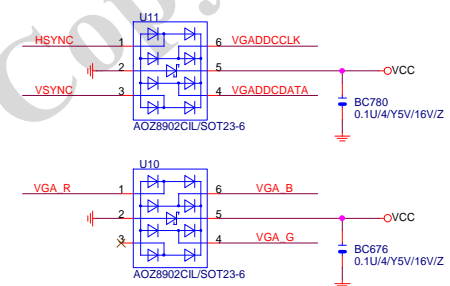 Copy
U11
HSYNC 1 6 VGADDCCLK
2 5 VCC
VSYNC 3 4 VGADDCDATA
BC780
0.1U/4/Y5V/16V/Z
AOZ8902CIL/SOT23-6
U10
VGA_R 1 6 VGA_B
2 5 VCC
3 4 VGA_G
BC676
0.1U/4/Y5V/16V/Z
AOZ8902CIL/SOT23-6